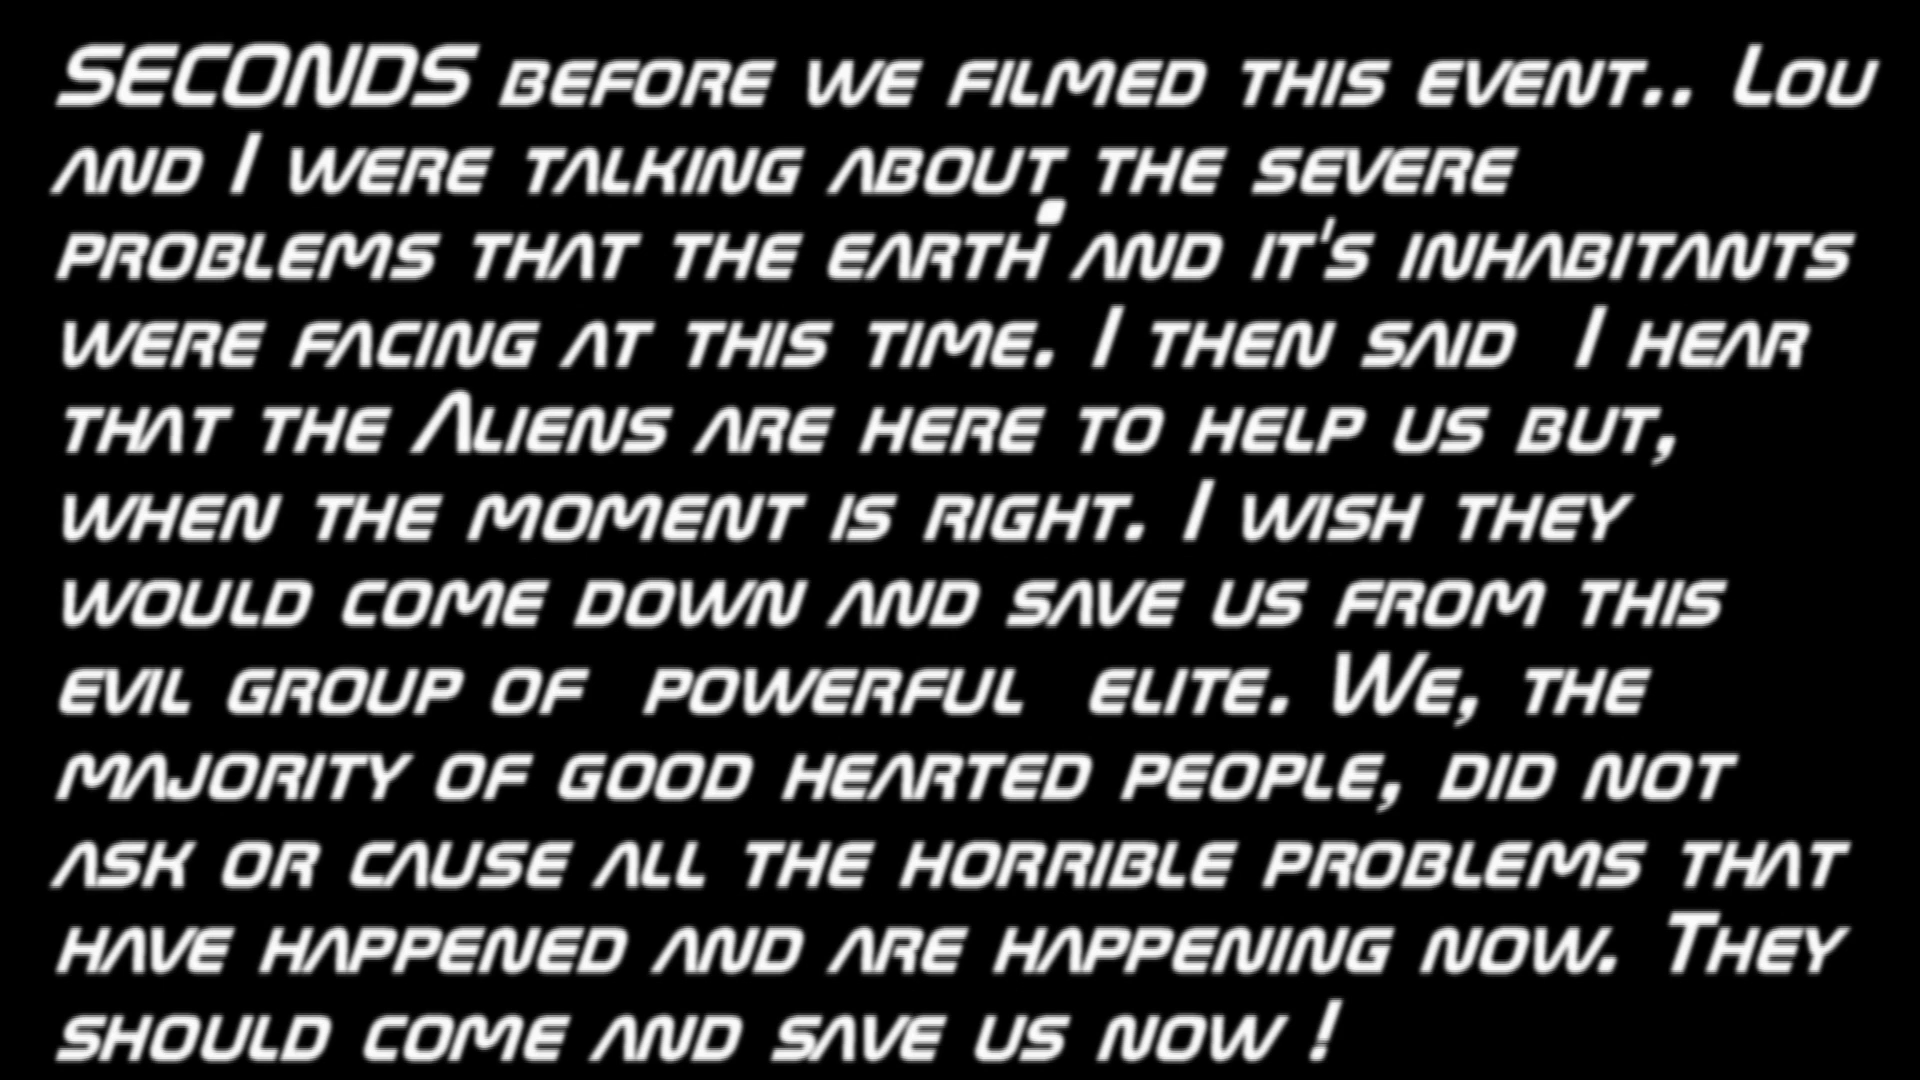 SECONDS before we filmed this event.. Lou
and I were talking about the severe
problems that the earth and it's inhabitants
were facing at this time. I then said  I hear
that the Aliens are here to help us but,
when the moment is right. I wish they
would come down and save us from this
evil group of  powerful  elite. We, the
majority of good hearted people, did not
ask or cause all the horrible problems that
have happened and are happening now.  They
should come and save us now !